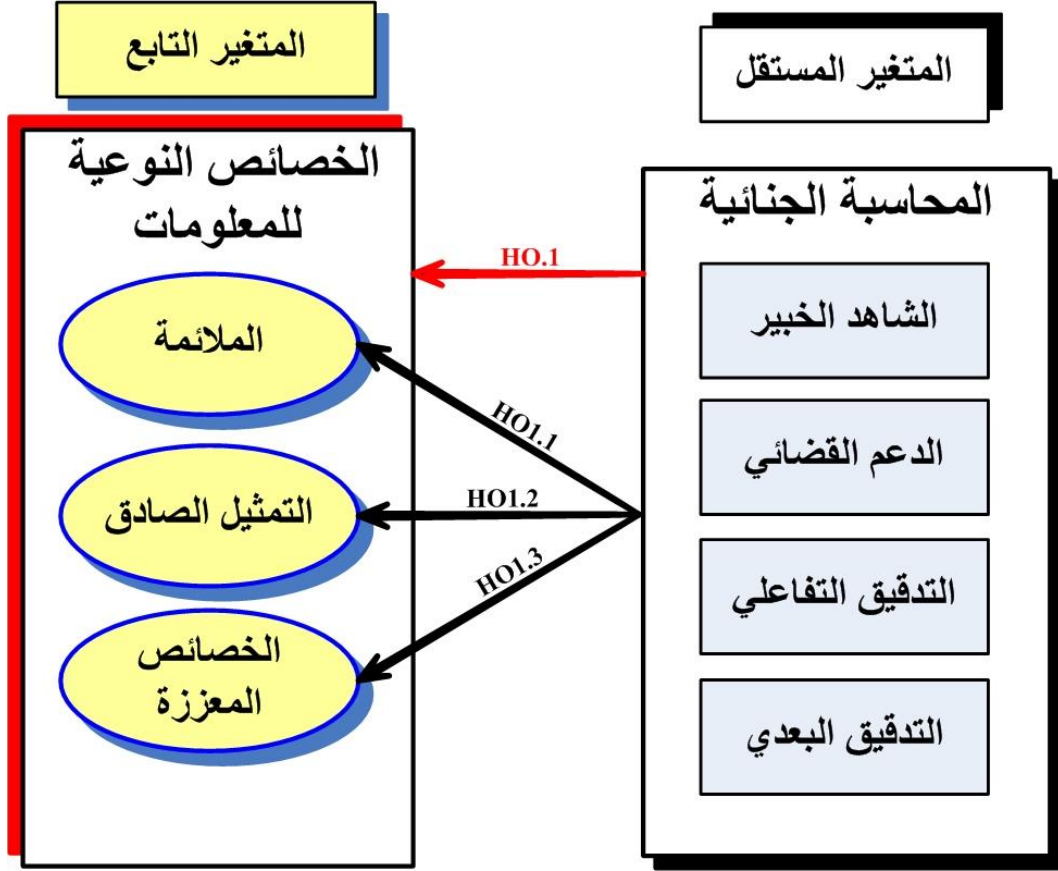 المتغير المستقل
المحاسبة الجنائية
الشاهد الخبير
الدعم القضائي
التدقيق التفاعلي
التدقيق البعدي
HO.1
HO1.1
HO1.2
HO1.3
المتغير التابع
الخصائص النوعية
للمعلومات
الملائمة
التمثيل الصادق
الخصائص
المعززة